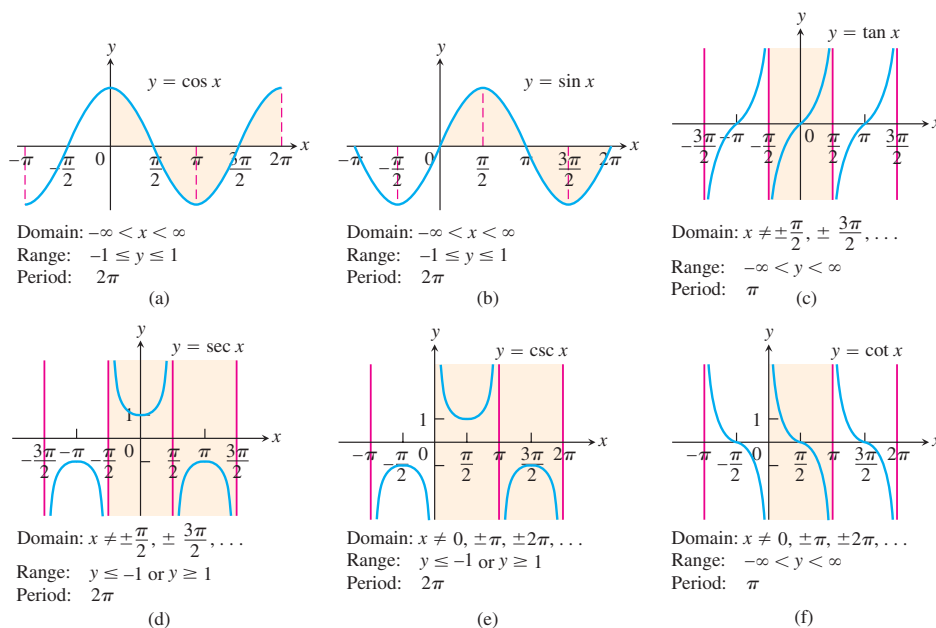 y
y = cos x
x
−π
−π/2
0
π/2
π
3π/2
2π
Domain: −∞ < x < ∞
Range: −1 ≤ y ≤ 1
Period: 2π
(a)
y
y = sin x
x
−π
−π/2
0
π/2
π
3π/2
2π
Domain: −∞ < x < ∞
Range: −1 ≤ y ≤ 1
Period: 2π
(b)
y
y = tan x
x
−3π/2
−π
−π/2
0
π/2
π
3π/2
Domain: x ≠ ±π/2, ± 3π/2, . . .
Range: −∞ < y < ∞
Period: π
(c)
y
y = sec x
1
x
−3π/2
−π
−π/2
0
π/2
π
3π/2
Domain: x ≠ ±π/2, ± 3π/2, . . .
Range: y ≤ −1 or y ≥ 1
Period: 2π
(d)
y
y = csc x
1
x
−π
−π/2
0
π/2
π
3π/2
2π
Domain: x ≠ 0, ±π, ±2π, . . .
Range: y ≤ −1 or y ≥ 1
Period: 2π
(e)
y
y = cot x
1
x
−π
−π/2
0
π/2
π
3π/2
2π
Domain: x ≠ 0, ±π, ±2π, . . .
Range: −∞ < y < ∞
Period: π
(f)